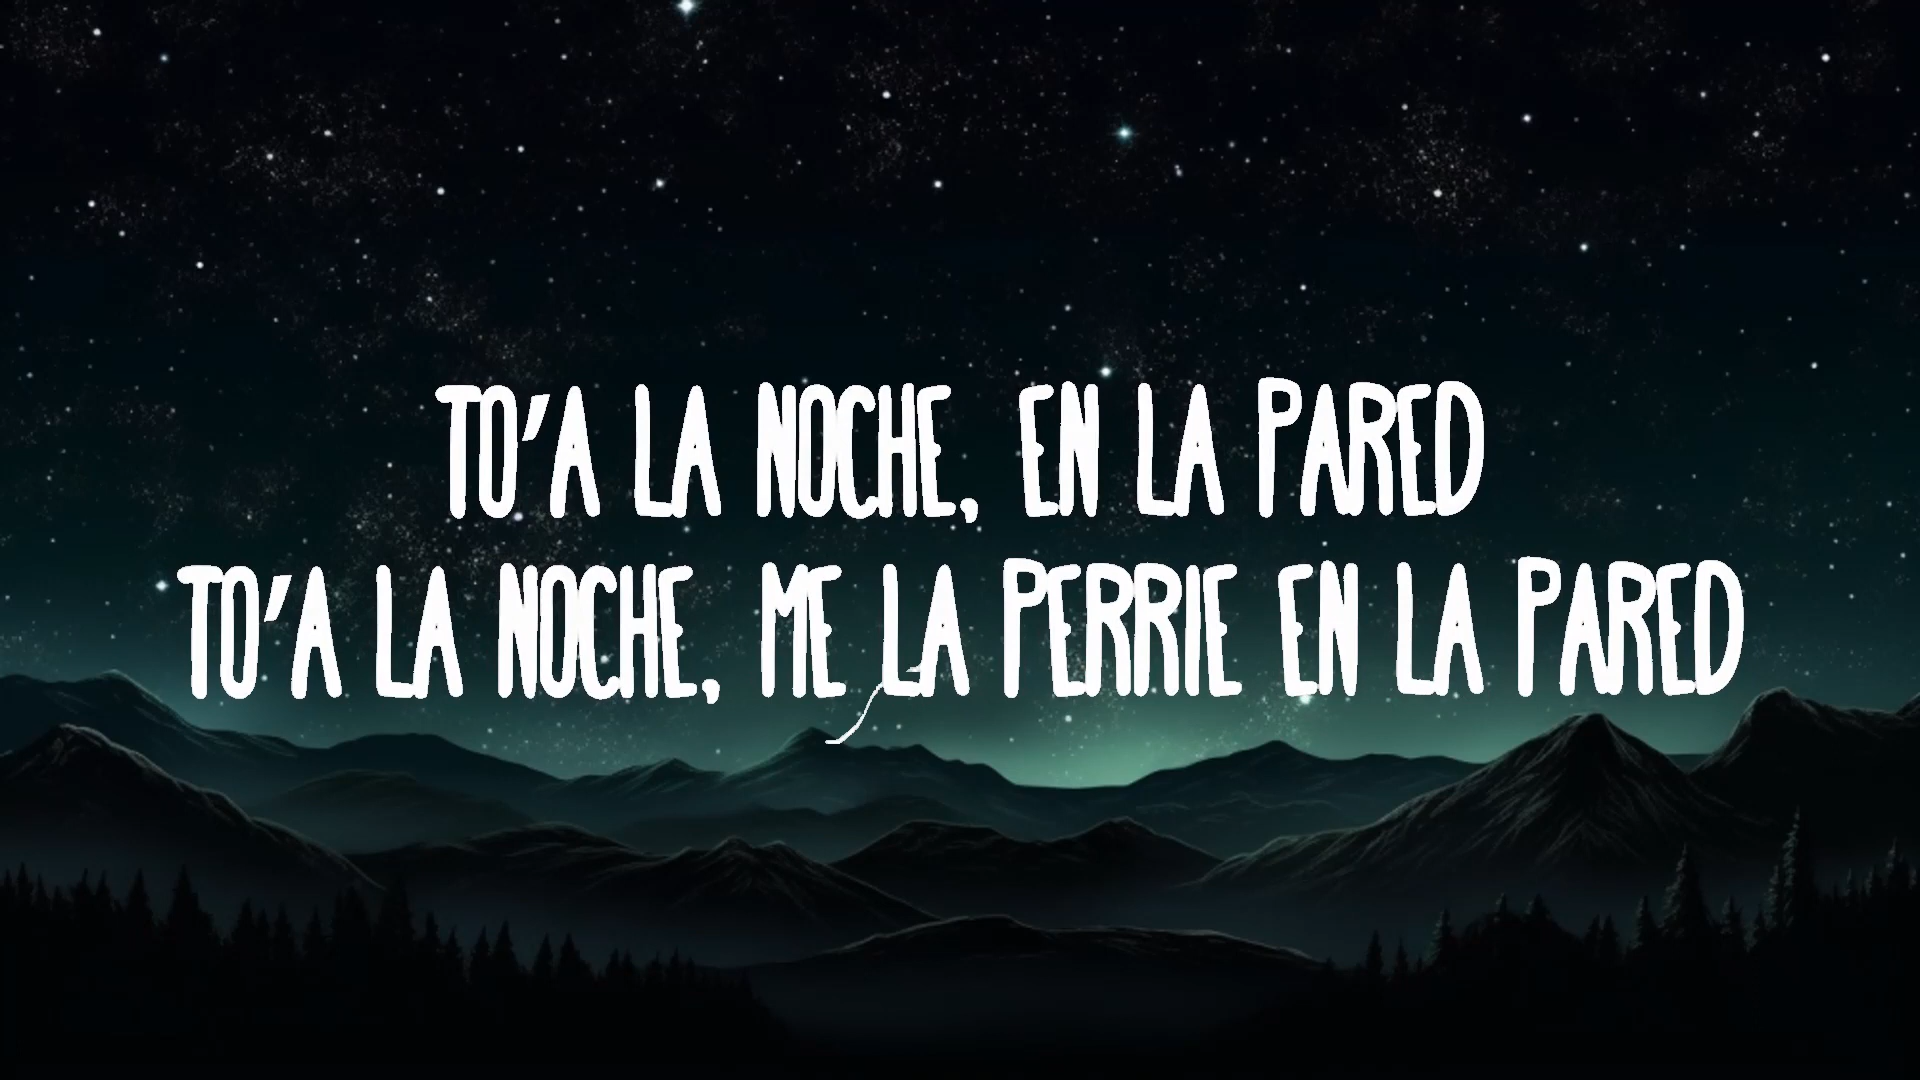 TO'A LA NOCHE, EN LA PARED
TO'A LA NOCHE, ME LA PERRIE EN LA PARED